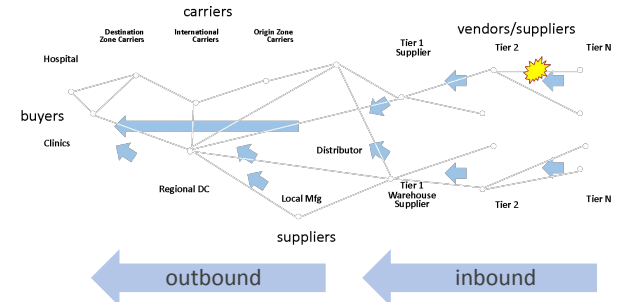 carriers
vendors/suppliers
Destination
Zone Carriers
International
Carriers
Origin Zone
Carriers
Tier 1
Supplier
Tier 2
Tier N
Hospital
buyers
Clinics
Distributor
Regional DC
Local Mfg
Tier 1
Warehouse
Supplier
Tier 2
Tier N
suppliers
outbound
inbound